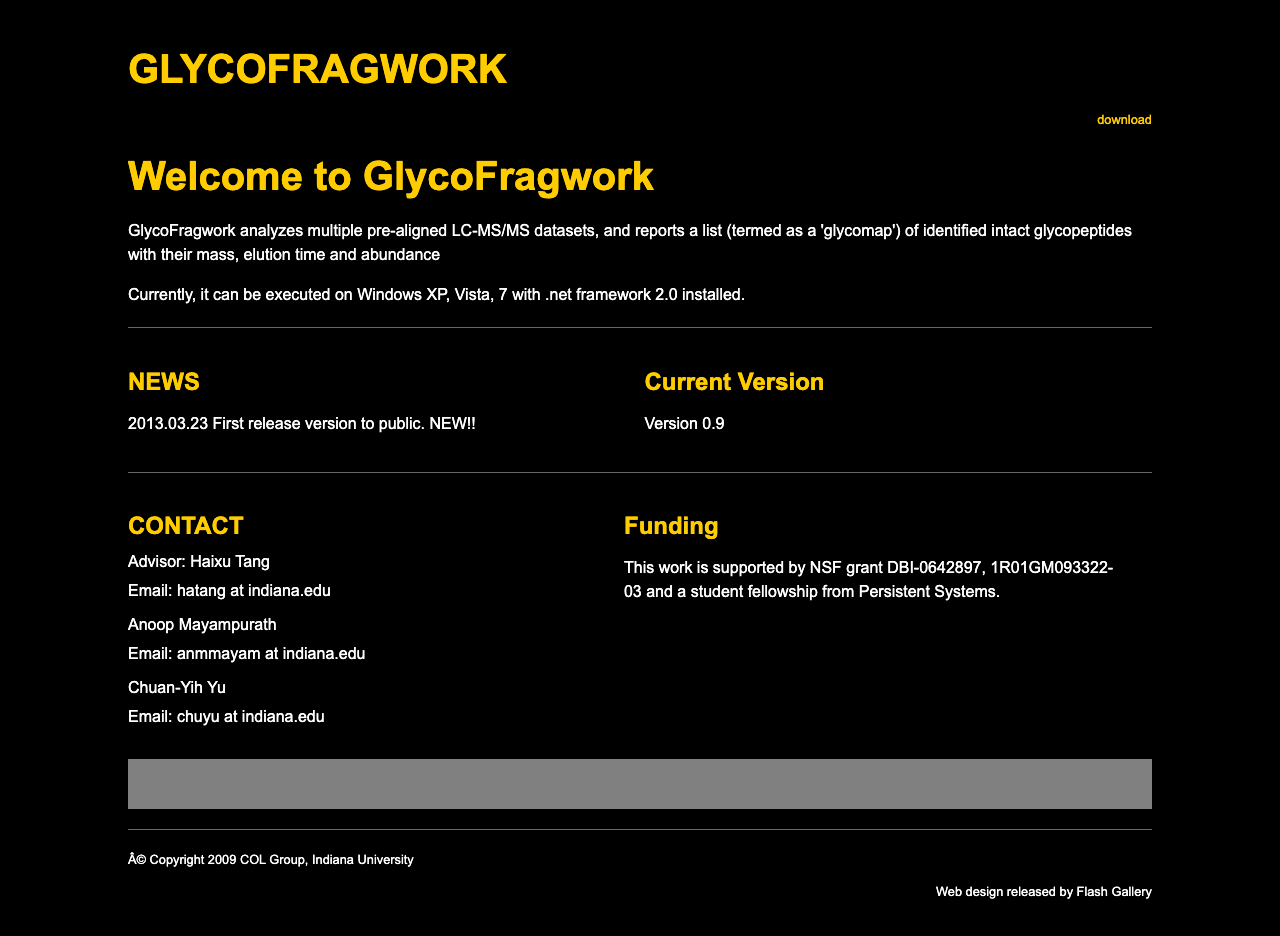 GLYCOFRAGWORK
download
Welcome to GlycoFragwork
GlycoFragwork analyzes multiple pre-aligned LC-MS/MS datasets, and reports a list (termed as a 'glycomap') of identified intact glycopeptides
with their mass, elution time and abundance
Currently, it can be executed on Windows XP, Vista, 7 with .net framework 2.0 installed.
NEWS
2013.03.23 First release version to public. NEW!!
Current Version
Version 0.9
CONTACT
Advisor: Haixu Tang
Email: hatang at indiana.edu
Anoop Mayampurath
Email: anmmayam at indiana.edu
Chuan-Yih Yu
Email: chuyu at indiana.edu
Funding
This work is supported by NSF grant DBI-0642897, 1R01GM093322-
03 and a student fellowship from Persistent Systems.
Â© Copyright 2009 COL Group, Indiana University
Web design released by Flash Gallery